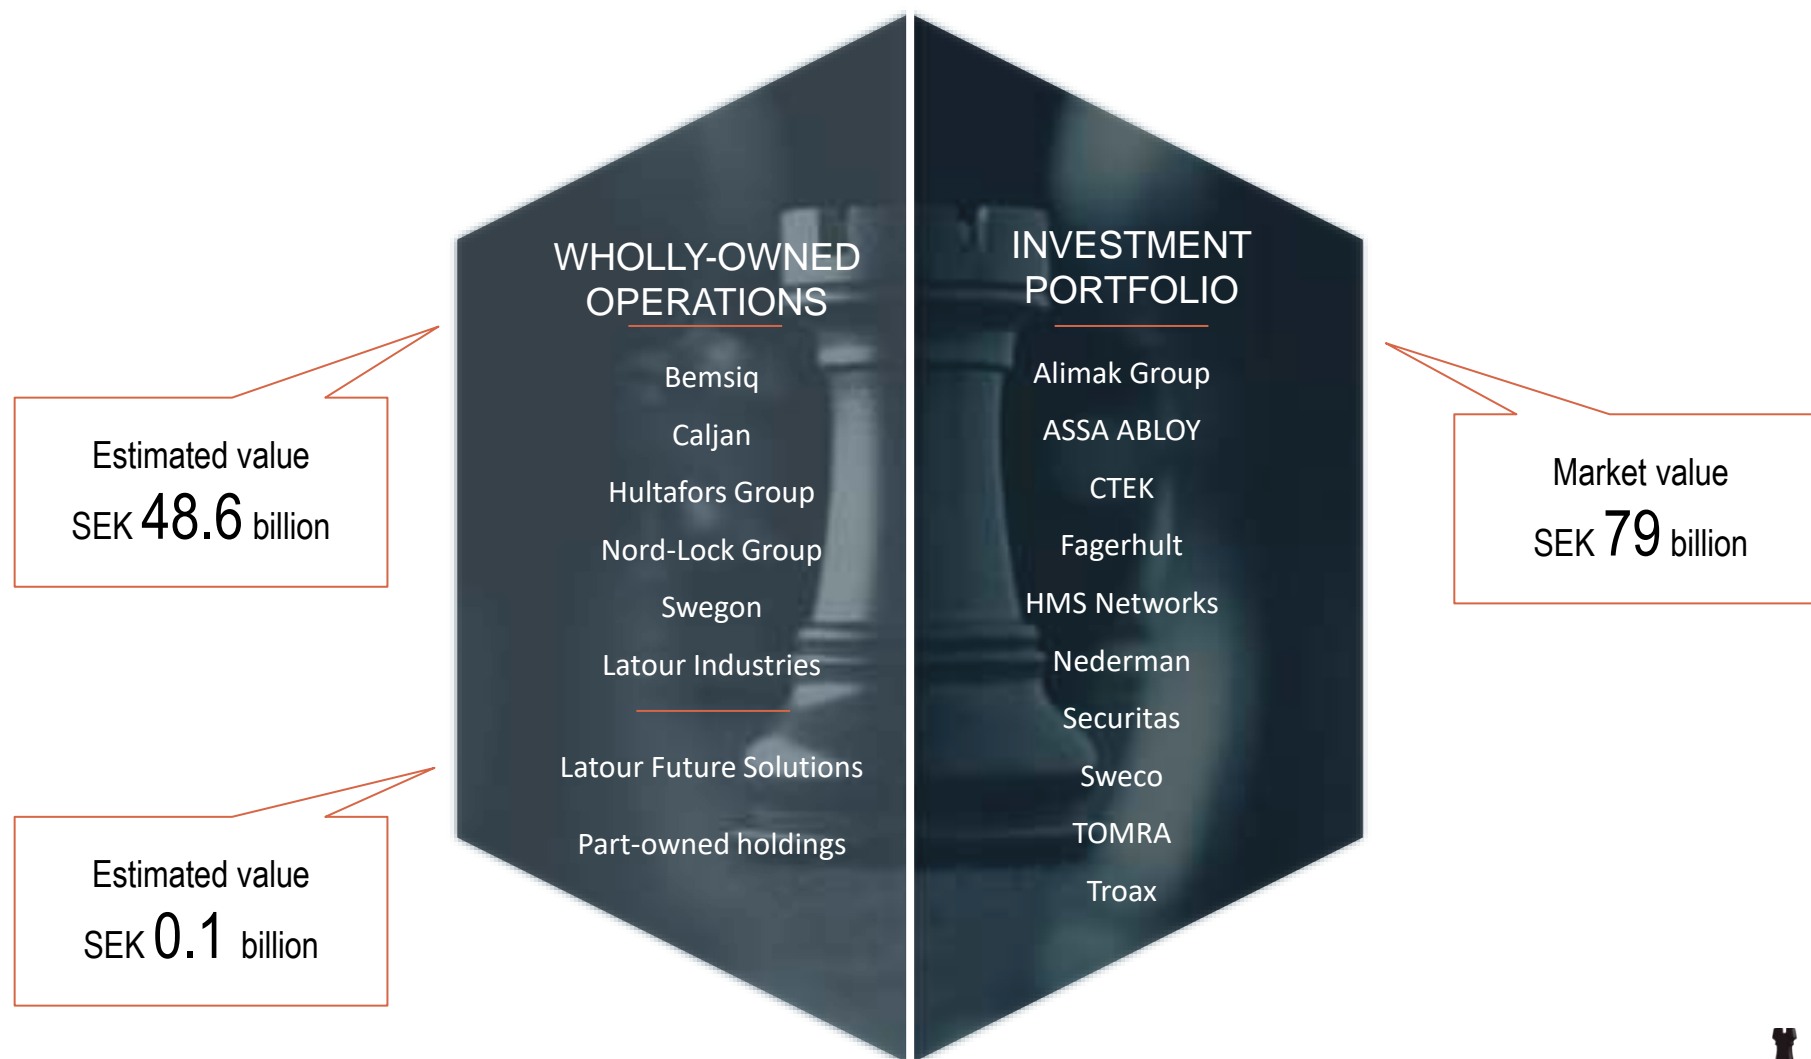 WHOLLY-OWNED
OPERATIONS
Bemsiq
Caljan
Hultafors Group
Nord-Lock Group
Swegon
Latour Industries
Latour Future Solutions
Part-owned holdings
INVESTMENT
PORTFOLIO
Alimak Group
ASSA ABLOY
CTEK
Fagerhult
HMS Networks
Nederman
Securitas
Sweco
TOMRA
Troax
Estimated value
SEK 48.6 billion
Estimated value
SEK 0.1 billion
Market value
SEK 79 billion